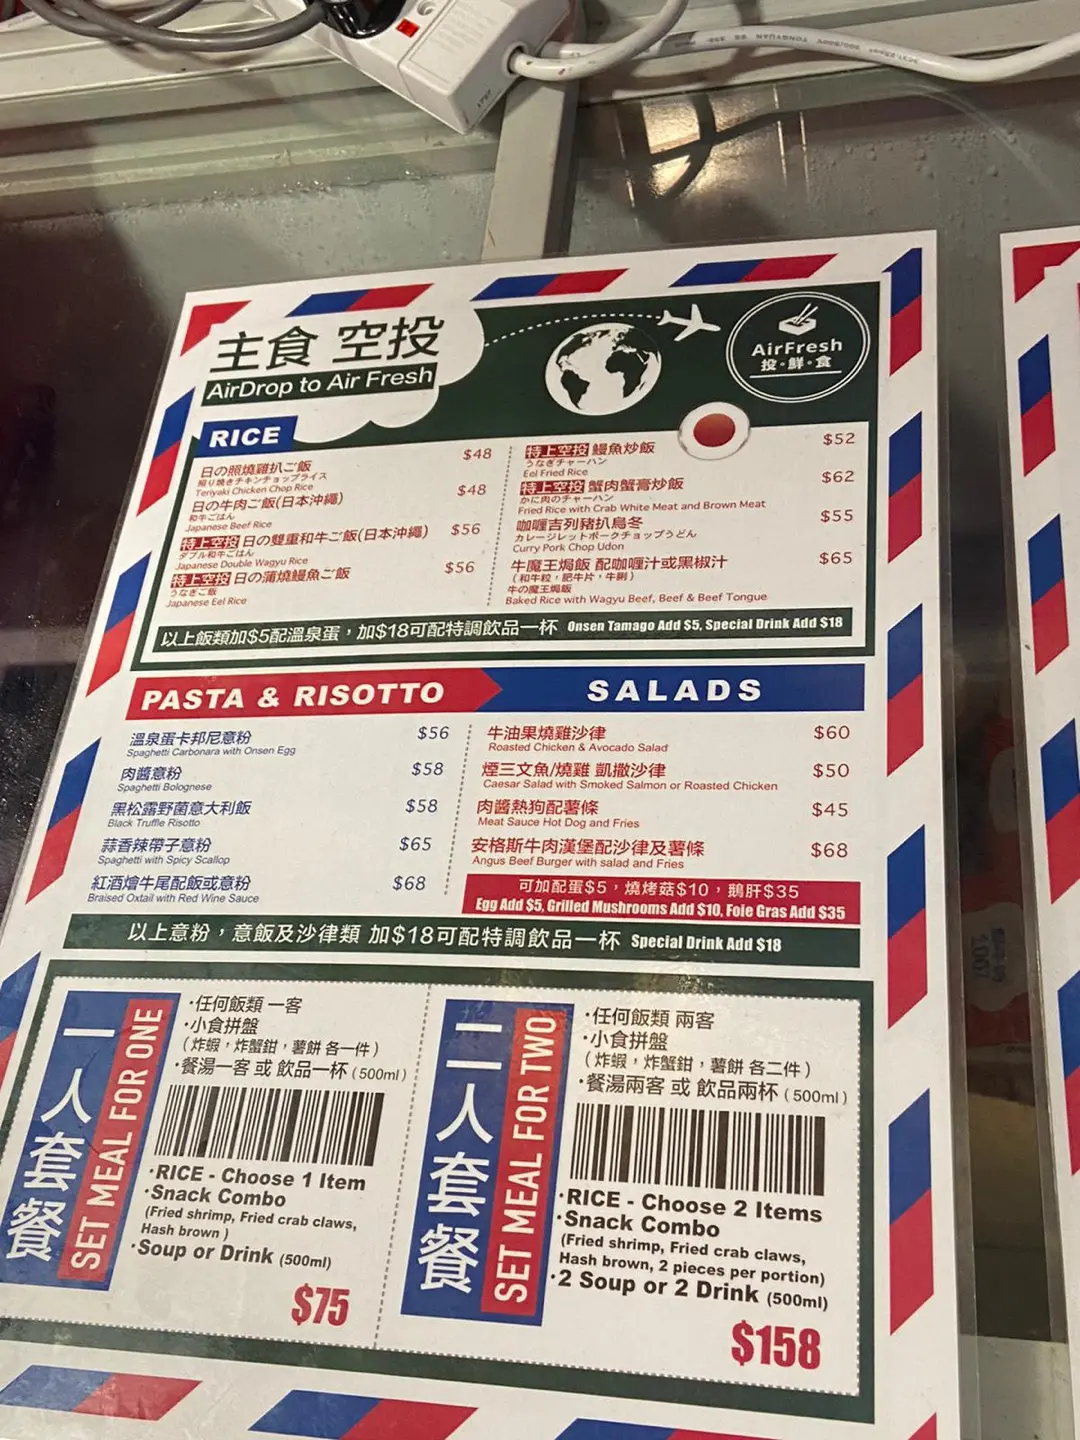 主食 空投
AirDrop to Air Fresh
AirFresh
投·鮮·食
RICE
日の照燒雞扒ご飯 $48
照り焼きチキンチョップライス
Teriyaki Chicken Chop Rice
日の牛肉ご飯(日本沖繩) $48
和牛ごはん
Japanese Beef Rice
特上空投 日の雙重和牛ご飯(日本沖繩) $56
ダブル和牛ごはん
Japanese Double Wagyu Rice
特上空投 日の蒲燒鰻魚ご飯 $56
うなぎご飯
Japanese Eel Rice
特上空投 鰻魚炒飯 $52
うなぎチャーハン
Eel Fried Rice
特上空投 蟹肉蟹膏炒飯 $62
かに肉のチャーハン
Fried Rice with Crab White Meat and Brown Meat
咖喱吉列豬扒烏冬 $55
カレージレットポークチョップうどん
Curry Pork Chop Udon
牛魔王焗飯 配咖喱汁或黑椒汁 $65
(和牛粒，肥牛片，牛脷)
牛の魔王焗飯
Baked Rice with Wagyu Beef, Beef & Beef Tongue
以上飯類加$5配溫泉蛋，加$18可配特調飲品一杯 Onsen Tamago Add $5, Special Drink Add $18
PASTA & RISOTTO
溫泉蛋卡邦尼意粉 $56
Spaghetti Carbonara with Onsen Egg
肉醬意粉 $58
Spaghetti Bolognese
黑松露野菌意大利飯 $58
Black Truffle Risotto
蒜香辣帶子意粉 $65
Spaghetti with Spicy Scallop
紅酒燴牛尾配飯或意粉 $68
Braised Oxtail with Red Wine Sauce
SALADS
牛油果燒雞沙律 $60
Roasted Chicken & Avocado Salad
煙三文魚/燒雞 凱撒沙律 $50
Caesar Salad with Smoked Salmon or Roasted Chicken
肉醬熱狗配薯條 $45
Meat Sauce Hot Dog and Fries
安格斯牛肉漢堡配沙律及薯條 $68
Angus Beef Burger with salad and Fries
可加配蛋$5，燒烤菇$10，鵝肝$35
Egg Add $5, Grilled Mushrooms Add $10, Foie Gras Add $35
以上意粉，意飯及沙律類 加$18可配特調飲品一杯 Special Drink Add $18
一人套餐
SET MEAL FOR ONE
·任何飯類 一客
·小食拼盤
(炸蝦，炸蟹鉗，薯餅 各一件)
·餐湯一客 或 飲品一杯 (500ml)
·RICE - Choose 1 Item
·Snack Combo
(Fried shrimp, Fried crab claws,
Hash brown )
·Soup or Drink (500ml)
$75
二人套餐
SET MEAL FOR TWO
·任何飯類 兩客
·小食拼盤
(炸蝦，炸蟹鉗，薯餅 各二件)
·餐湯兩客 或 飲品兩杯 (500ml)
·RICE - Choose 2 Items
·Snack Combo
(Fried shrimp, Fried crab claws,
Hash brown, 2 pieces per portion)
·2 Soup or 2 Drink (500ml)
$158